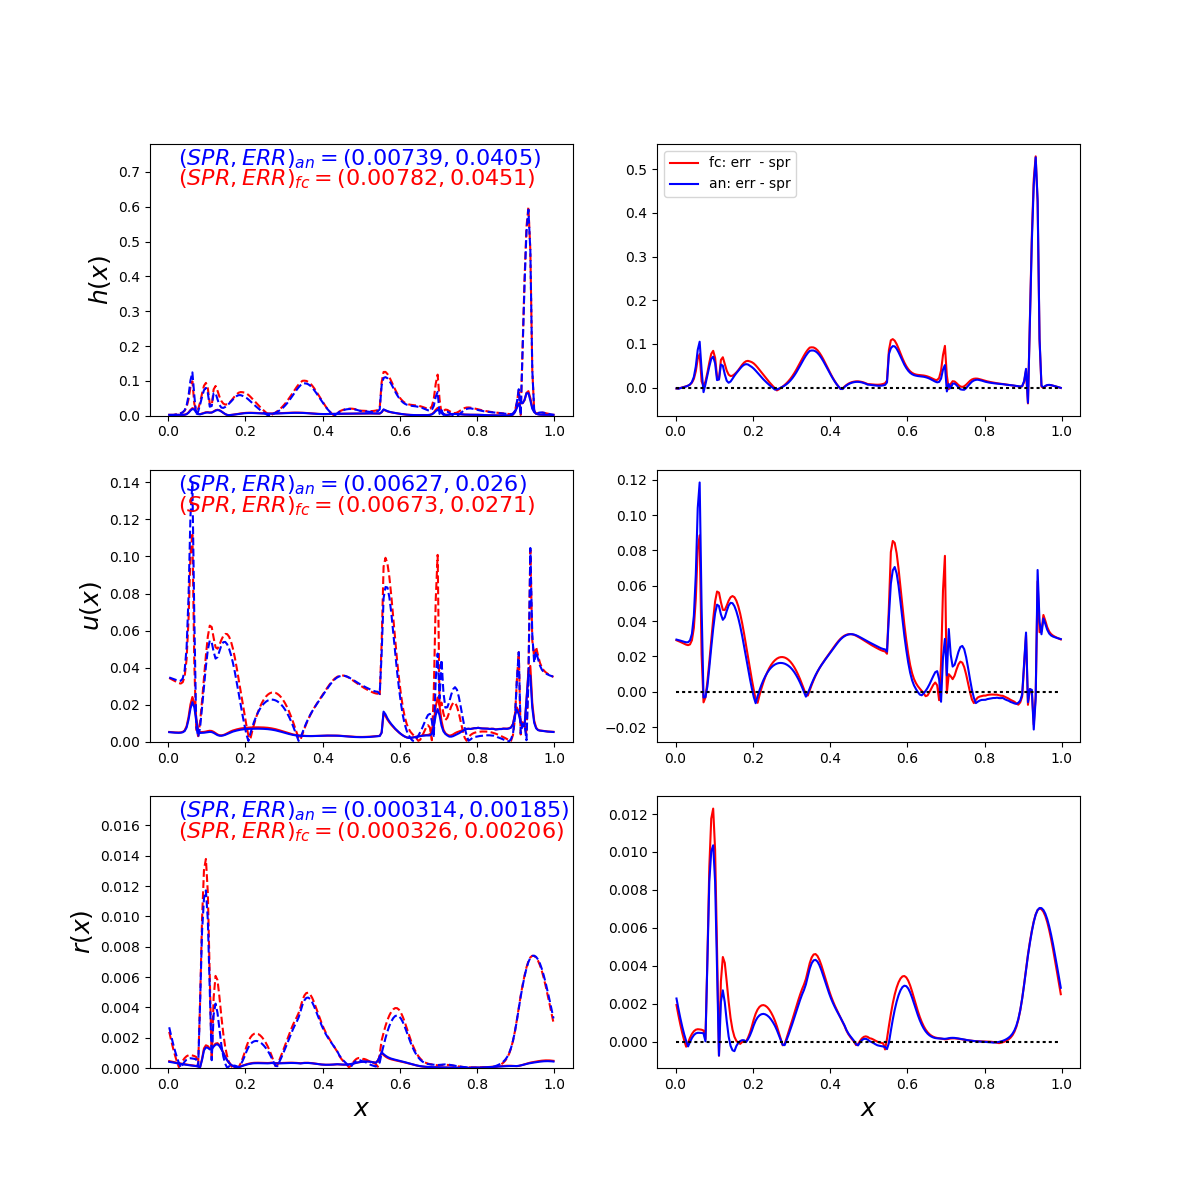 (SPR, ERR)an = (0.00739, 0.0405)
(SPR, ERR)fc = (0.00782, 0.0451)
h(x)
0.7
0.6
0.5
0.4
0.3
0.2
0.1
0.0
0.0 0.2 0.4 0.6 0.8 1.0
fc: err - spr
an: err - spr
0.5
0.4
0.3
0.2
0.1
0.0
0.0 0.2 0.4 0.6 0.8 1.0
(SPR, ERR)an = (0.00627, 0.026)
(SPR, ERR)fc = (0.00673, 0.0271)
u(x)
0.14
0.12
0.10
0.08
0.06
0.04
0.02
0.00
0.0 0.2 0.4 0.6 0.8 1.0
0.12
0.10
0.08
0.06
0.04
0.02
0.00
−0.02
0.0 0.2 0.4 0.6 0.8 1.0
(SPR, ERR)an = (0.000314, 0.00185)
(SPR, ERR)fc = (0.000326, 0.00206)
r(x)
0.016
0.014
0.012
0.010
0.008
0.006
0.004
0.002
0.000
0.0 0.2 0.4 0.6 0.8 1.0
x
0.012
0.010
0.008
0.006
0.004
0.002
0.000
0.0 0.2 0.4 0.6 0.8 1.0
x